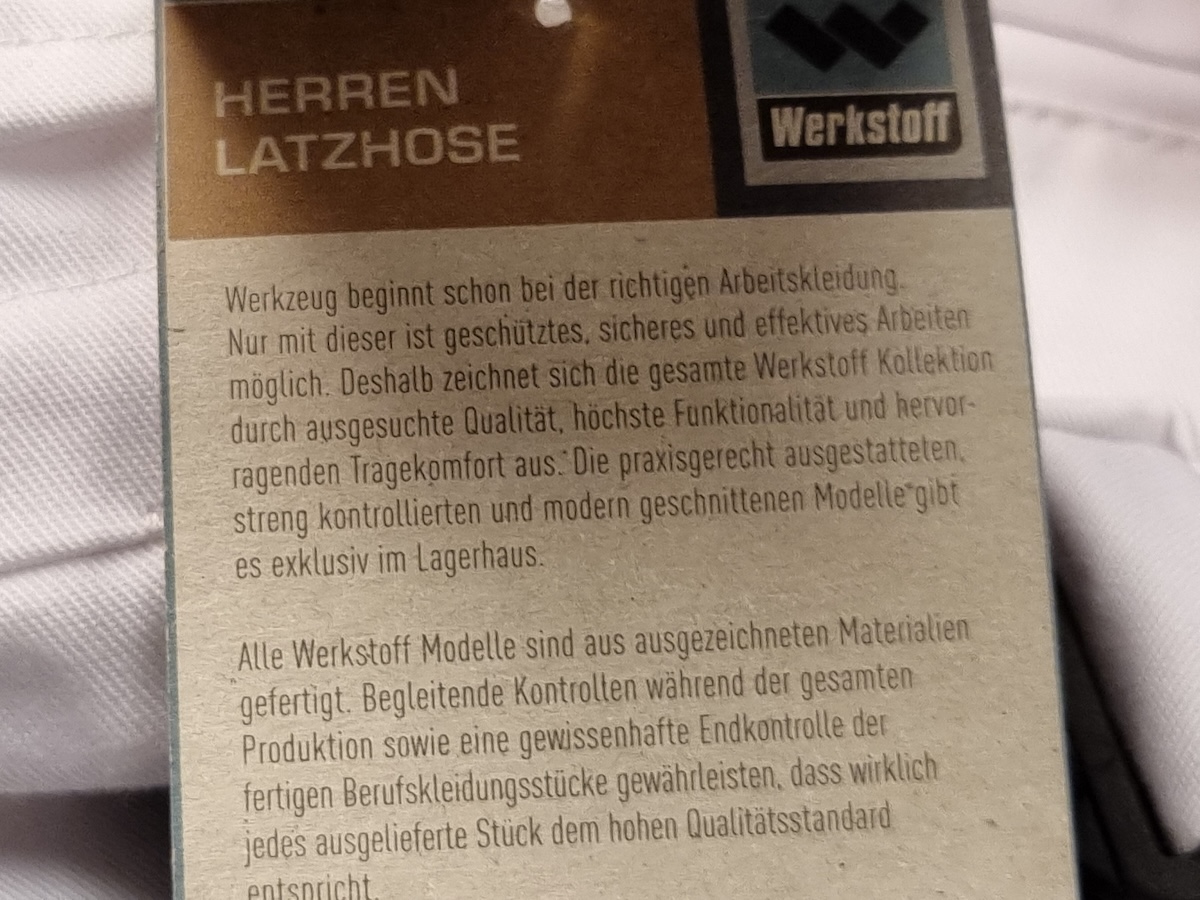 HERREN
LATZHOSE
Werkstoff
Werkzeug beginnt schon bei der richtigen Arbeitskleidung.
Nur mit dieser ist geschütztes, sicheres und effektives Arbeiten
möglich. Deshalb zeichnet sich die gesamte Werkstoff Kollektion
durch ausgesuchte Qualität, höchste Funktionalität und hervor-
ragenden Tragekomfort aus. Die praxisgerecht ausgestatteten,
streng kontrollierten und modern geschnittenen Modelle gibt
es exklusiv im Lagerhaus.
Alle Werkstoff Modelle sind aus ausgezeichneten Materialien
gefertigt. Begleitende Kontrollen während der gesamten
Produktion sowie eine gewissenhafte Endkontrolle der
fertigen Berufskleidungsstücke gewährleisten, dass wirklich
jedes ausgelieferte Stück dem hohen Qualitätsstandard
entspricht.